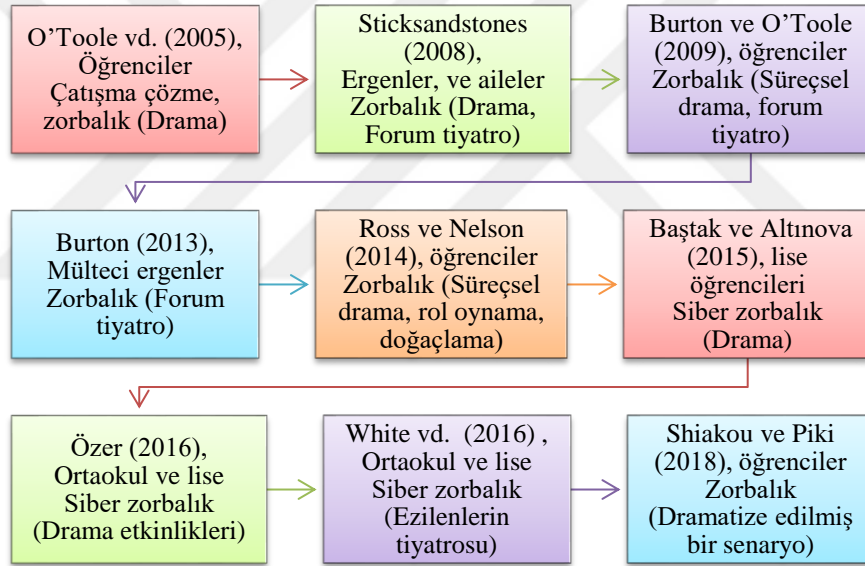 O’Toole vd. (2005),
Öğrenciler
Çatışma çözme,
zorbalık (Drama)
Sticksandstones
(2008),
Ergenler, ve aileler
Zorbalık (Drama,
Forum tiyatro)
Burton ve O’Toole
(2009), öğrenciler
Zorbalık (Süreçsel
drama, forum
tiyatro)
Burton (2013),
Mülteci ergenler
Zorbalık (Forum
tiyatro)
Ross ve Nelson
(2014), öğrenciler
Zorbalık (Süreçsel
drama, rol oynama,
doğaçlama)
Baştak ve Altınova
(2015), lise
öğrencileri
Siber zorbalık
(Drama)
Özer (2016),
Ortaokul ve lise
Siber zorbalık
(Drama etkinlikleri)
White vd. (2016) ,
Ortaokul ve lise
Siber zorbalık
(Ezilenlerin
tiyatrosu)
Shiakou ve Piki
(2018), öğrenciler
Zorbalık
(Dramatize edilmiş
bir senaryo)